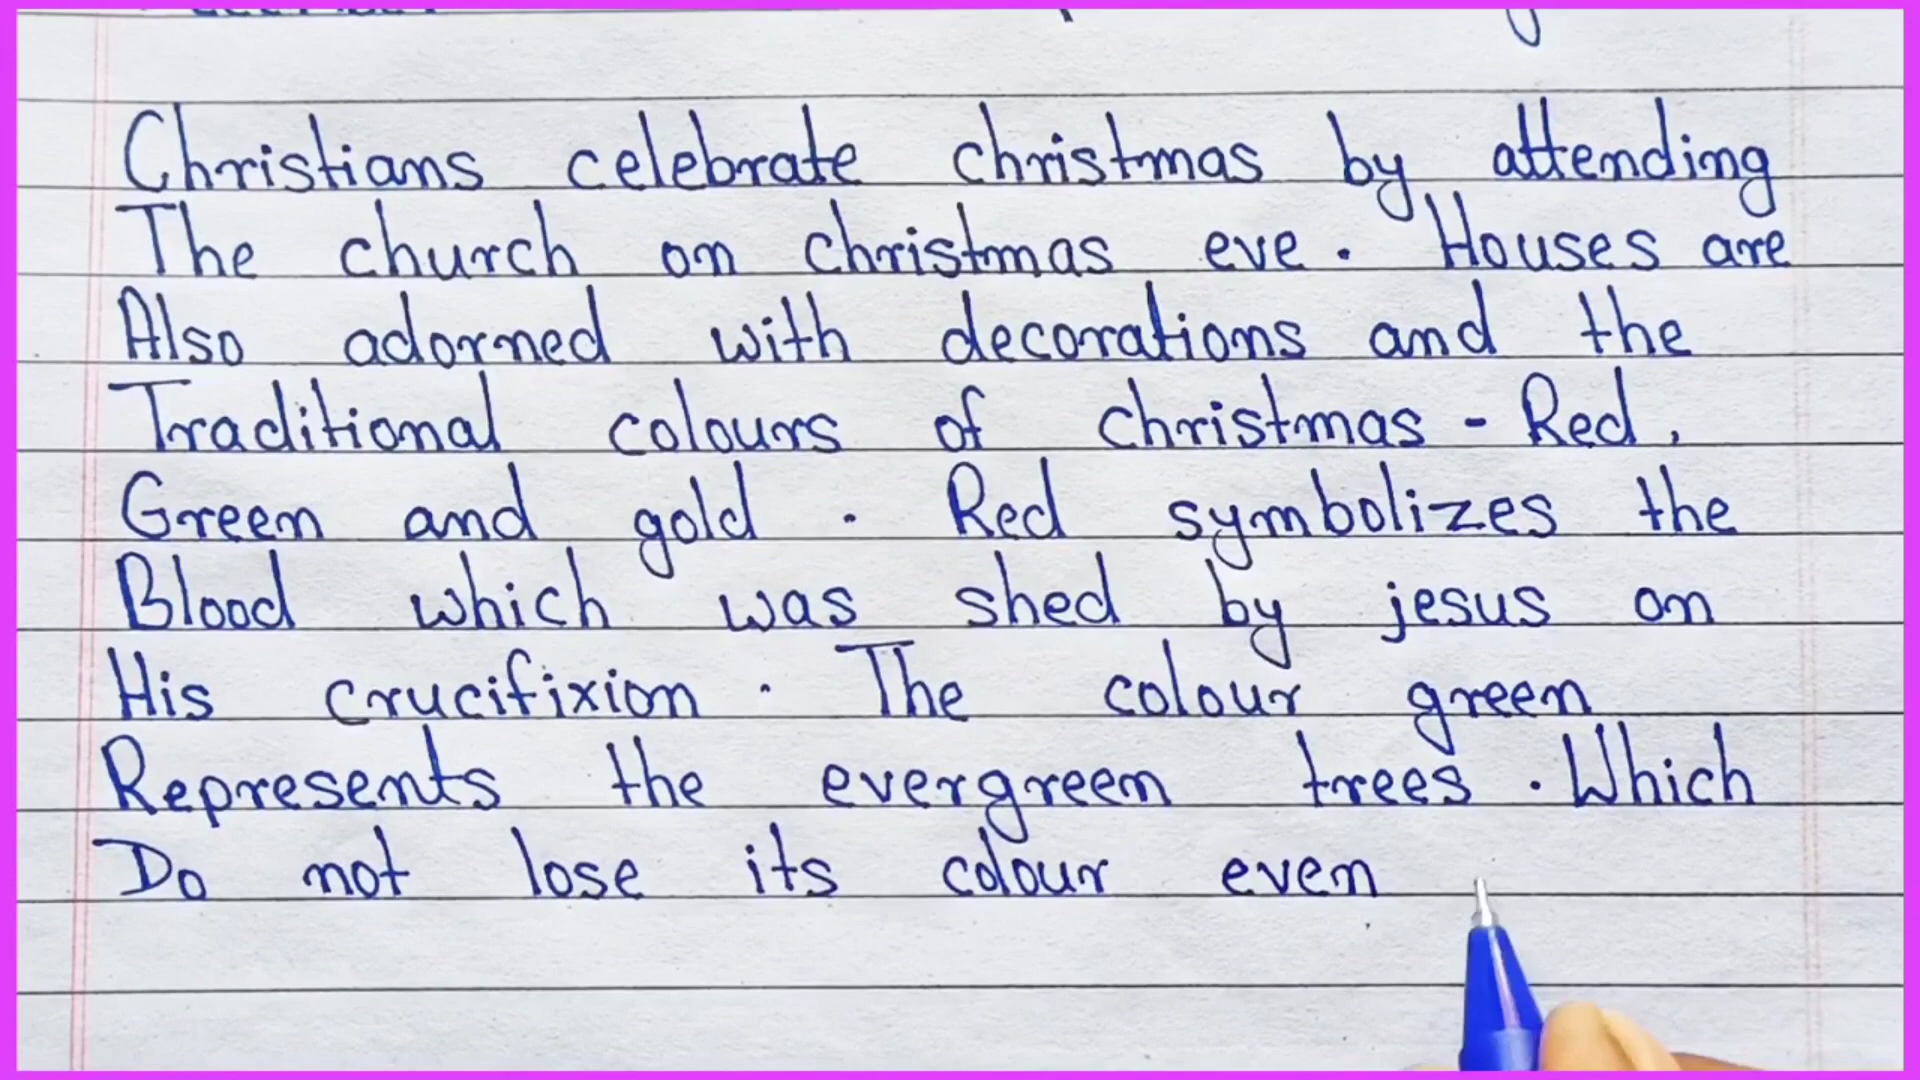 Christians celebrate christmas by attending
The church on christmas eve. Houses are
Also adorned with decorations and the
Traditional colours of christmas - Red,
Green and gold. Red symbolizes the
Blood which was shed by jesus on
His crucifixion. The colour green
Represents the evergreen trees. Which
Do not lose its colour even